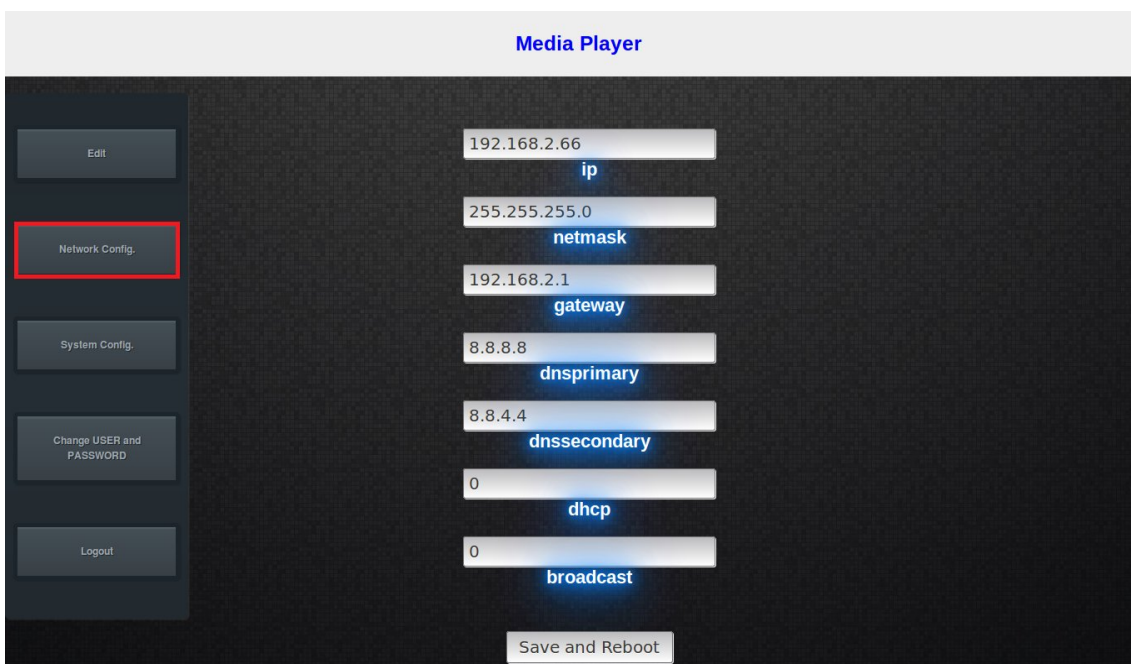 Media Player
Edit
Network Config.
System Config.
Change USER and
PASSWORD
Logout
192.168.2.66
ip
255.255.255.0
netmask
192.168.2.1
gateway
8.8.8.8
dnsprimary
8.8.4.4
dnssecondary
0
dhcp
0
broadcast
Save and Reboot